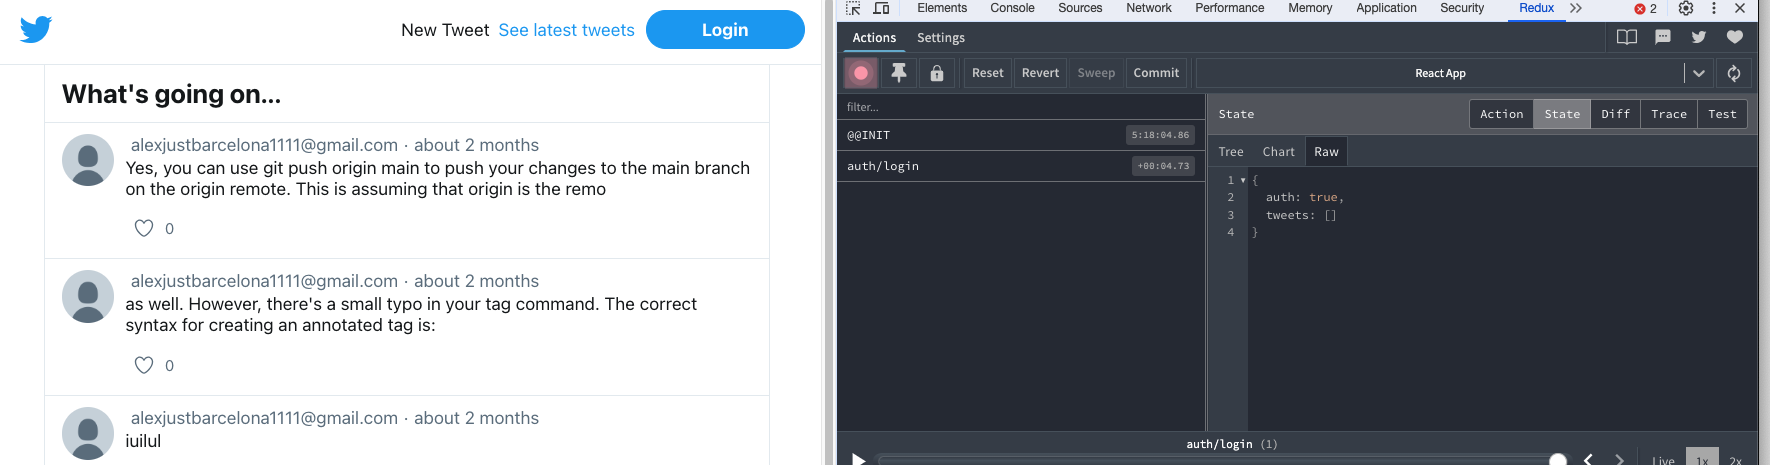 New Tweet See latest tweets Login
What's going on...
alexjustbarcelona1111@gmail.com · about 2 months
Yes, you can use git push origin main to push your changes to the main branch
on the origin remote. This is assuming that origin is the remo
0
alexjustbarcelona1111@gmail.com · about 2 months
as well. However, there's a small typo in your tag command. The correct
syntax for creating an annotated tag is:
0
alexjustbarcelona1111@gmail.com · about 2 months
iuilul
Elements Console Sources Network Performance Memory Application Security Redux 2
Actions Settings
Reset Revert Sweep Commit React App
filter...
@@INIT 5:18:04.86
auth/login +00:04.73
State Action State Diff Trace Test
Tree Chart Raw
1 {
2 auth: true,
3 tweets: []
4 }
auth/login (1)
Live 1x 2x